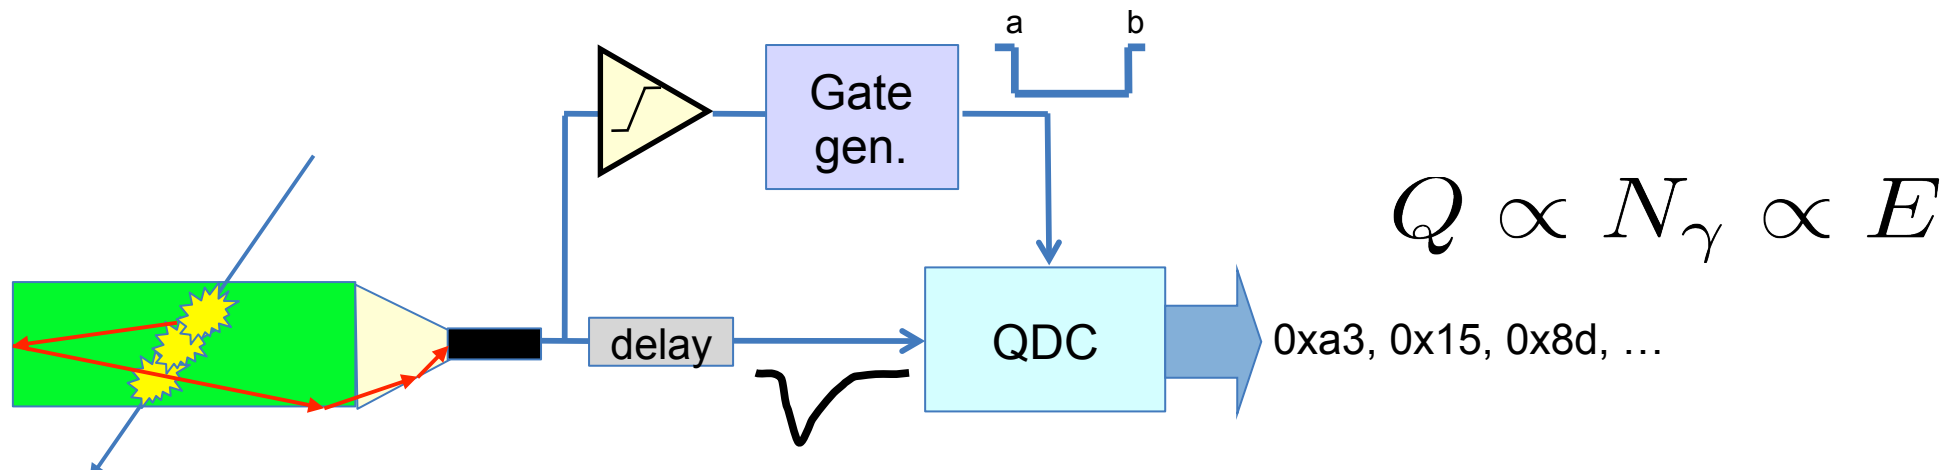 a b
Gate
gen.
Q ∝ N_γ ∝ E
delay
QDC
0xa3, 0x15, 0x8d, …